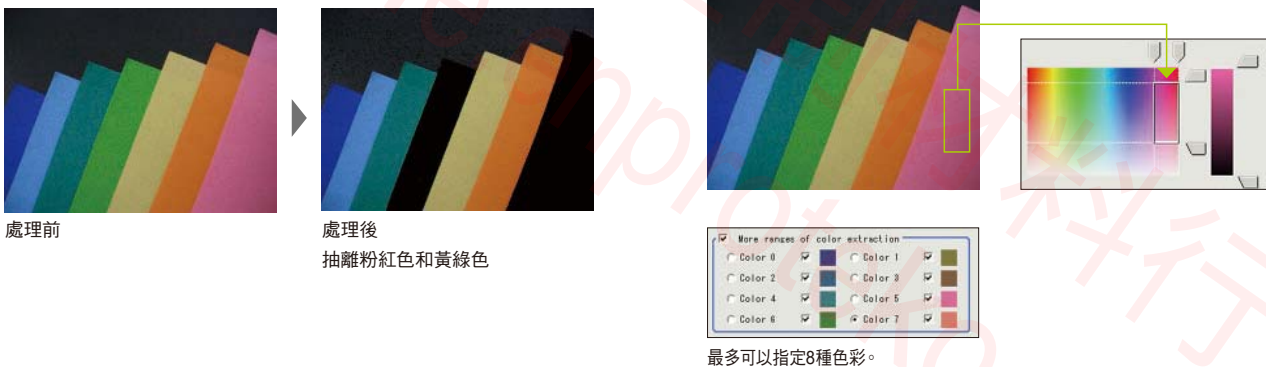 處理前
處理後
抽離粉紅色和黃綠色
More ranges of color extraction
Color 0
Color 1
Color 2
Color 3
Color 4
Color 5
Color 6
Color 7
最多可以指定8種色彩。